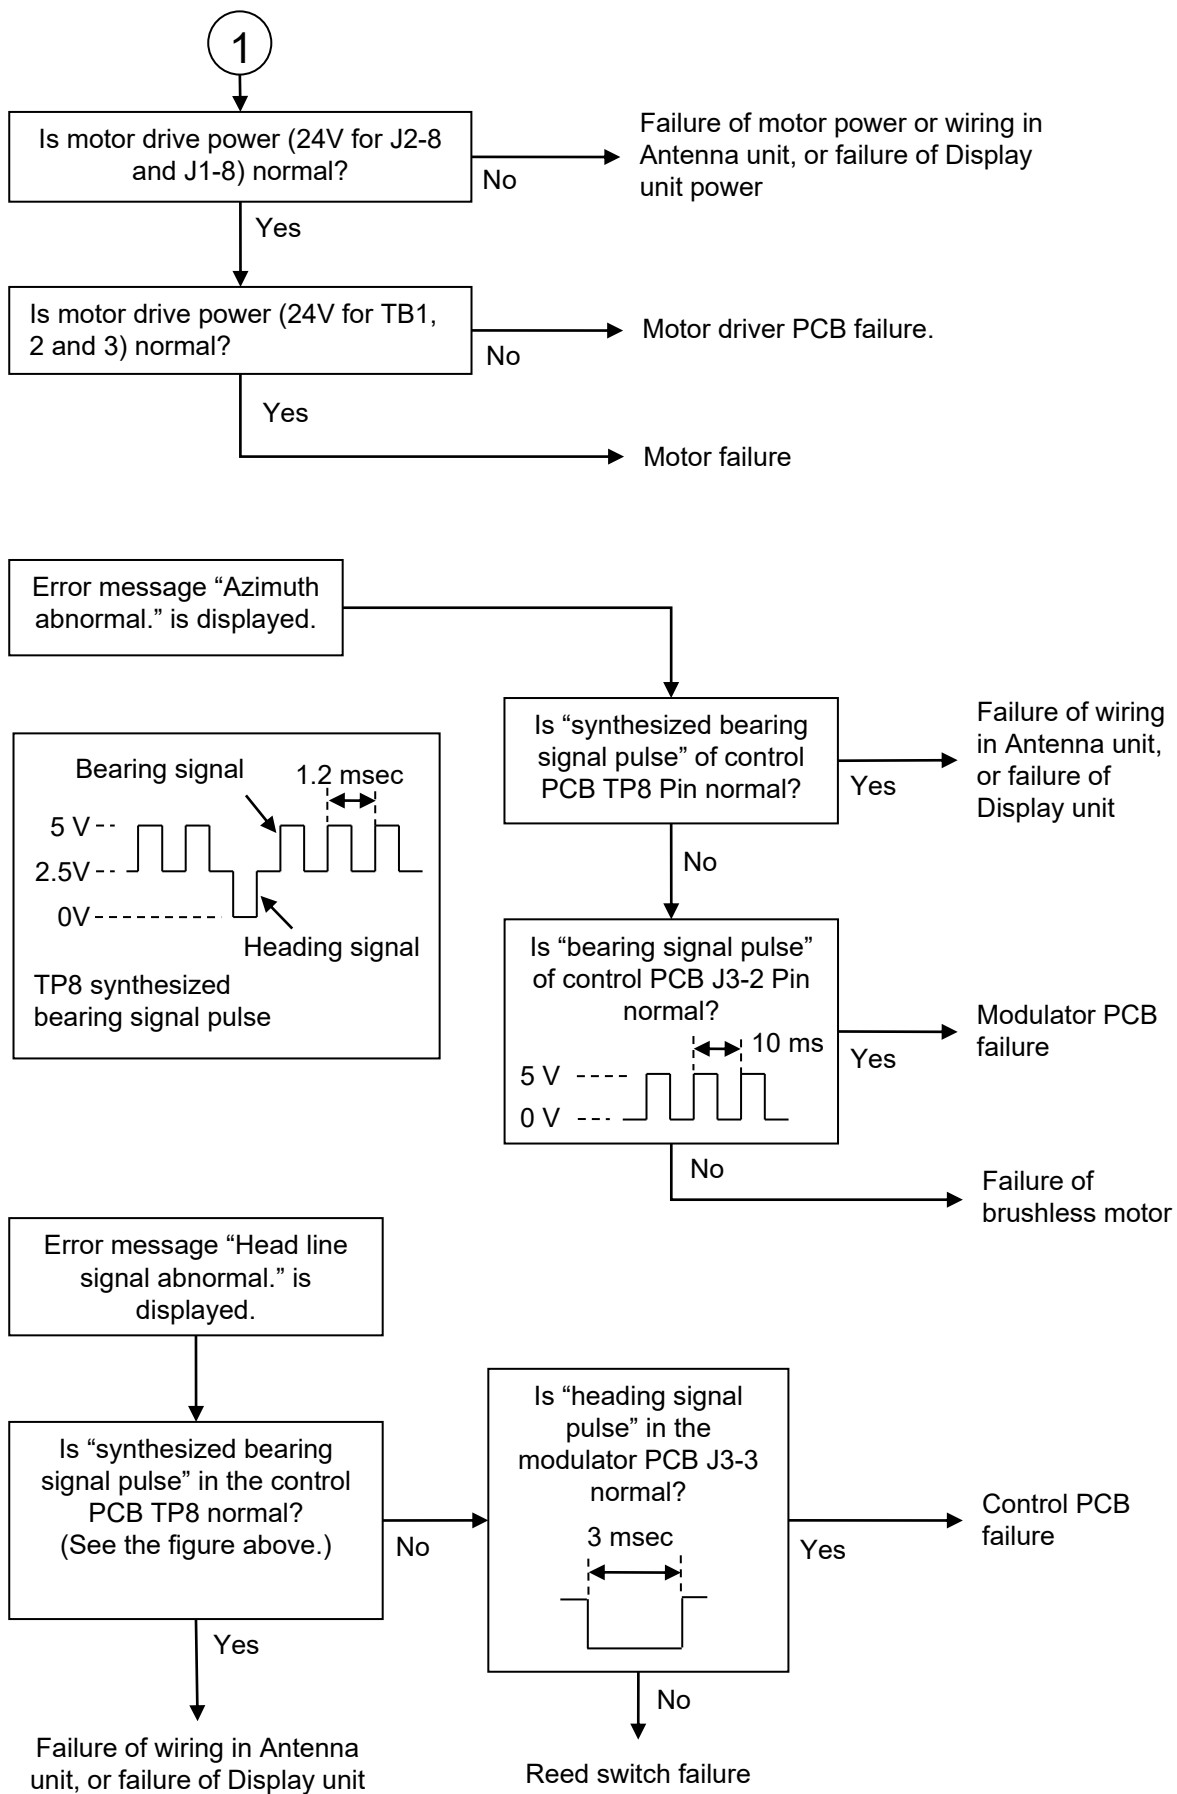 1
Is motor drive power (24V for J2-8
and J1-8) normal?
No
Failure of motor power or wiring in
Antenna unit, or failure of Display
unit power
Yes
Is motor drive power (24V for TB1,
2 and 3) normal?
No
Motor driver PCB failure.
Yes
Motor failure
Error message “Azimuth
abnormal.” is displayed.
Is “synthesized bearing
signal pulse” of control
PCB TP8 Pin normal?
Yes
Failure of wiring
in Antenna unit,
or failure of
Display unit
Bearing signal
1.2 msec
5 V
2.5V
0V
Heading signal
TP8 synthesized
bearing signal pulse
No
Is “bearing signal pulse”
of control PCB J3-2 Pin
normal?
10 ms
5 V
0 V
Yes
Modulator PCB
failure
No
Failure of
brushless motor
Error message “Head line
signal abnormal.” is
displayed.
Is “synthesized bearing
signal pulse” in the control
PCB TP8 normal?
(See the figure above.)
No
Is “heading signal
pulse” in the
modulator PCB J3-3
normal?
3 msec
Yes
Control PCB
failure
Yes
Failure of wiring in Antenna
unit, or failure of Display unit
No
Reed switch failure